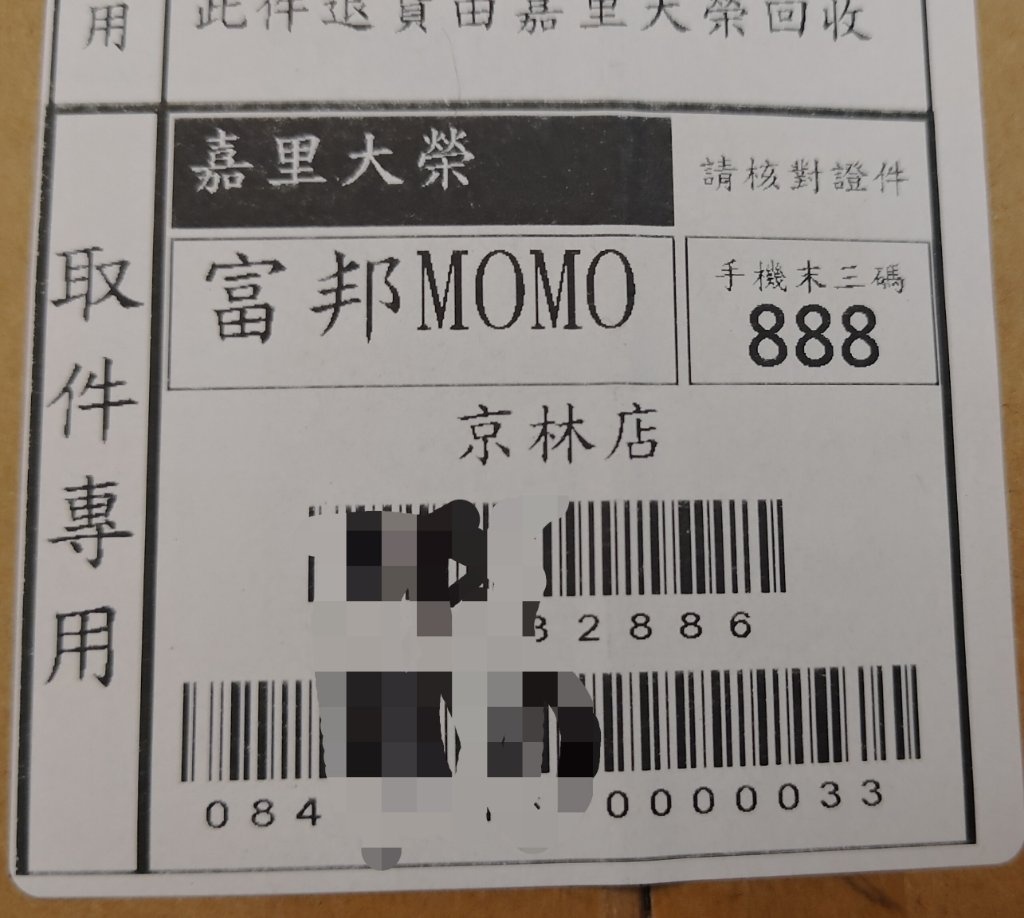 用
此件退貨由嘉里大榮回收
取件專用
嘉里大榮
請核對證件
富邦MOMO
手機末三碼
888
京林店
32886
084
0000033